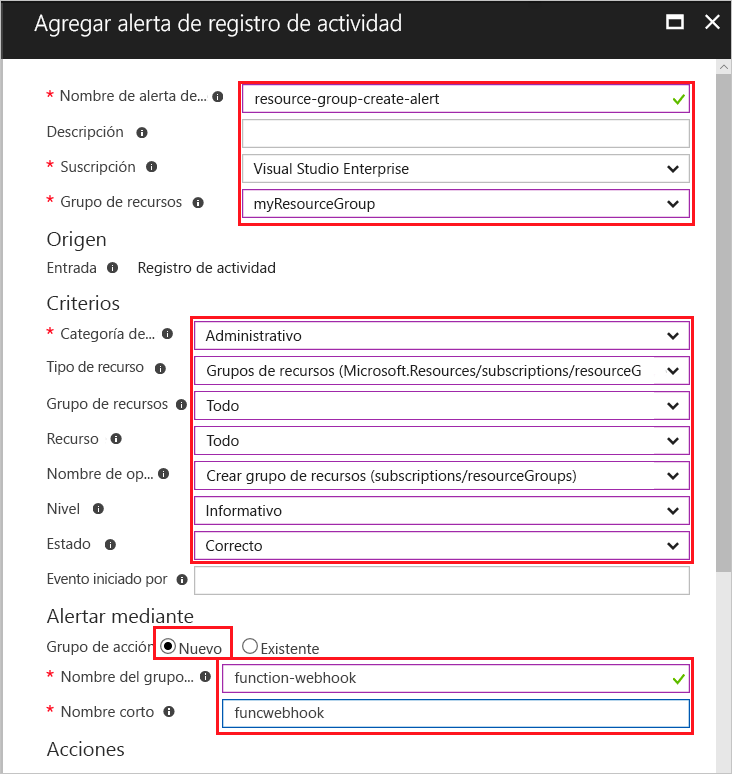 Agregar alerta de registro de actividad
* Nombre de alerta de... resource-group-create-alert
Descripción
* Suscripción Visual Studio Enterprise
* Grupo de recursos myResourceGroup
Origen
Entrada Registro de actividad
Criterios
* Categoría de... Administrativo
Tipo de recurso Grupos de recursos (Microsoft.Resources/subscriptions/resourceG
Grupo de recursos Todo
Recurso Todo
Nombre de op... Crear grupo de recursos (subscriptions/resourceGroups)
Nivel Informativo
Estado Correcto
Evento iniciado por
Alertar mediante
Grupo de acción Nuevo Existente
* Nombre del grupo... function-webhook
* Nombre corto funcwebhook
Acciones